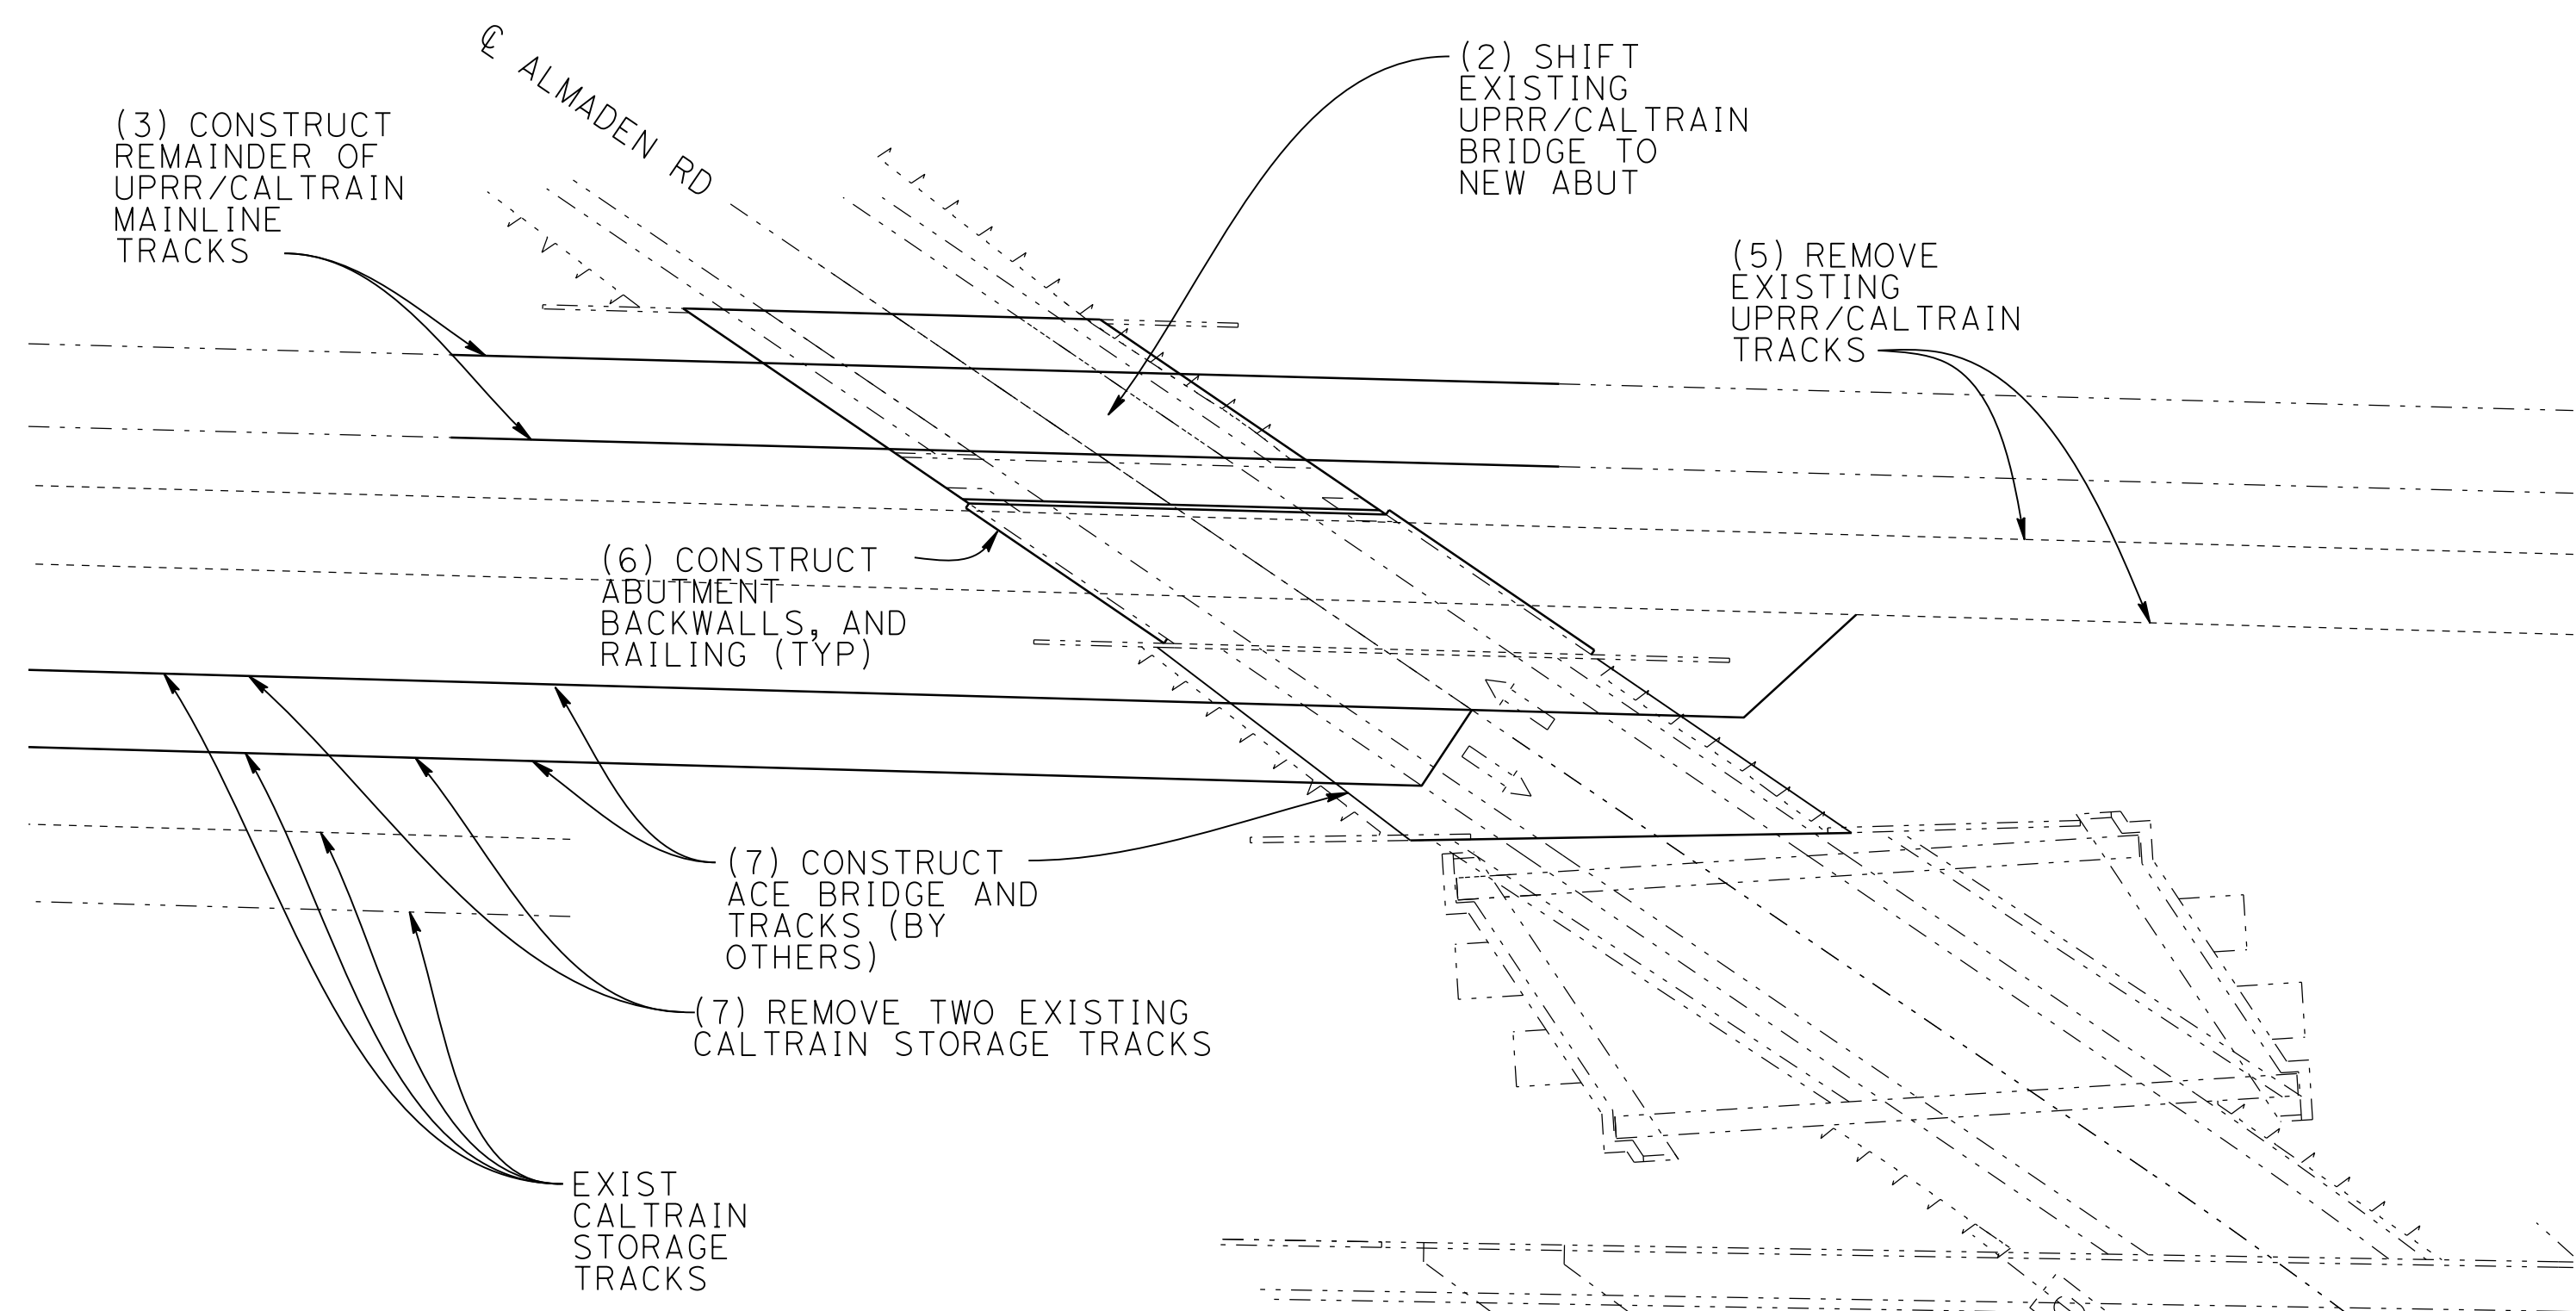 ℄ ALMADEN RD
(2) SHIFT
EXISTING
UPRR/CALTRAIN
BRIDGE TO
NEW ABUT
(3) CONSTRUCT
REMAINDER OF
UPRR/CALTRAIN
MAINLINE
TRACKS
(5) REMOVE
EXISTING
UPRR/CALTRAIN
TRACKS
(6) CONSTRUCT
ABUTMENT
BACKWALLS, AND
RAILING (TYP)
(7) CONSTRUCT
ACE BRIDGE AND
TRACKS (BY
OTHERS)
(7) REMOVE TWO EXISTING
CALTRAIN STORAGE TRACKS
EXIST
CALTRAIN
STORAGE
TRACKS